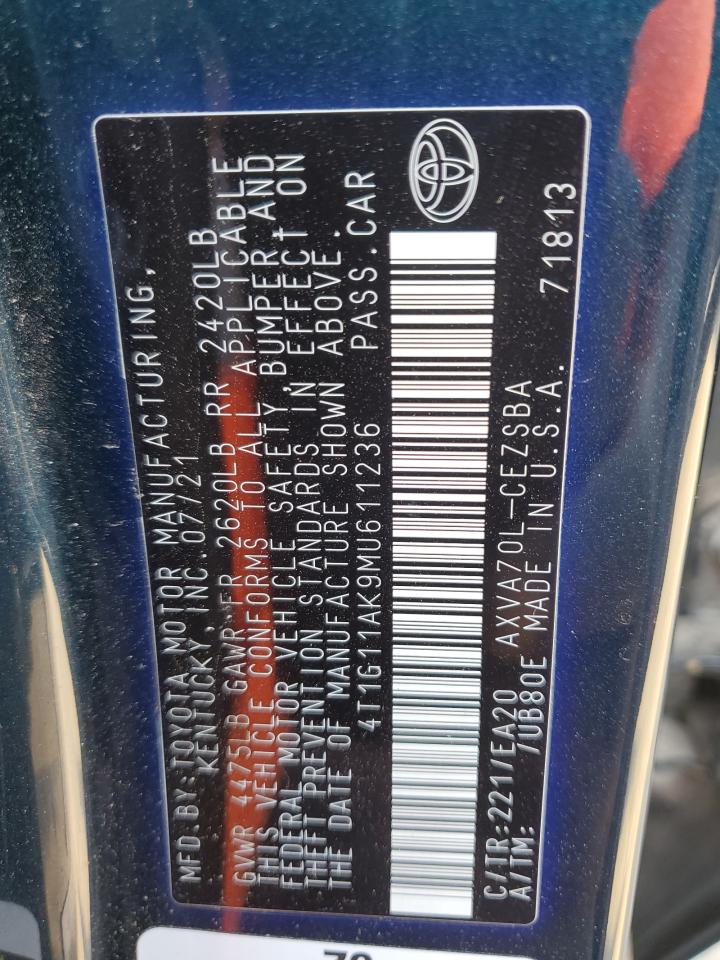 MFD.BY:TOYOTA MOTOR MANUFACTURING,
KENTUCKY, INC.07/21
GVWR 4475LB GAWR FR 2620LB RR 2420LB
THIS VEHICLE CONFORMS TO ALL APPLICABLE
FEDERAL MOTOR VEHICLE SAFETY,BUMPER,AND
THEFT PREVENTION STANDARDS IN EFFECT ON
THE DATE OF MANUFACTURE SHOWN ABOVE.
4T1G11AK9MU611236 PASS.CAR
C/TR:221/EA20 AXVA70L-CEZSBA 71813
A/TM: /UB80E MADE IN U.S.A.